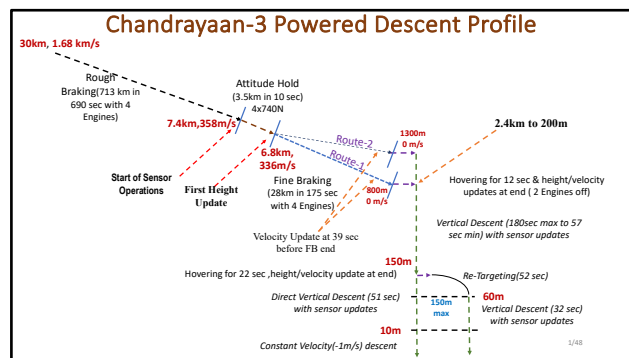 Chandrayaan-3 Powered Descent Profile
30km, 1.68 km/s
Rough
Braking(713 km in
690 sec with 4
Engines)
Attitude Hold
(3.5km in 10 sec)
4x740N
7.4km,358m/s
6.8km,
336m/s
Route-2
Route-1
1300m
0 m/s
2.4km to 200m
Start of Sensor
Operations
First Height
Update
Fine Braking
(28km in 175 sec
with 4 Engines)
800m
0 m/s
Hovering for 12 sec & height/velocity
updates at end ( 2 Engines off)
Velocity Update at 39 sec
before FB end
Vertical Descent (180sec max to 57
sec min) with sensor updates
150m
Hovering for 22 sec ,height/velocity update at end)
Re-Targeting(52 sec)
Direct Vertical Descent (51 sec)
with sensor updates
150m
max
60m
Vertical Descent (32 sec)
with sensor updates
10m
Constant Velocity(-1m/s) descent
1/48